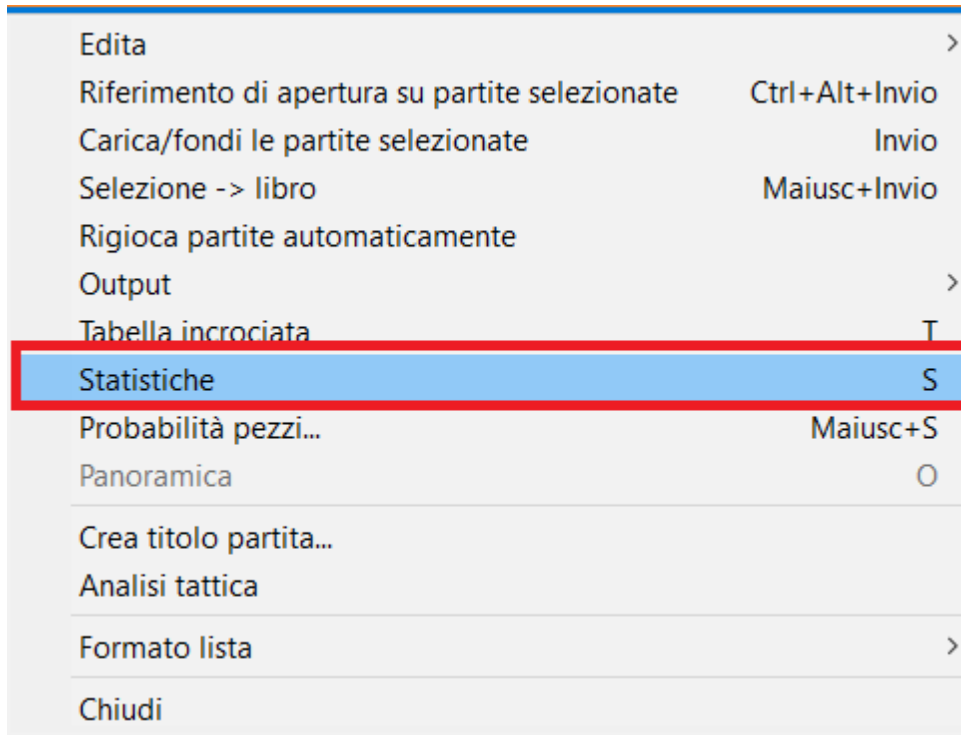 Edita
Riferimento di apertura su partite selezionate Ctrl+Alt+Invio
Carica/fondi le partite selezionate Invio
Selezione -> libro Maiusc+Invio
Rigioca partite automaticamente
Output
Tabella incrociata T
Statistiche S
Probabilità pezzi... Maiusc+S
Panoramica O
Crea titolo partita...
Analisi tattica
Formato lista
Chiudi